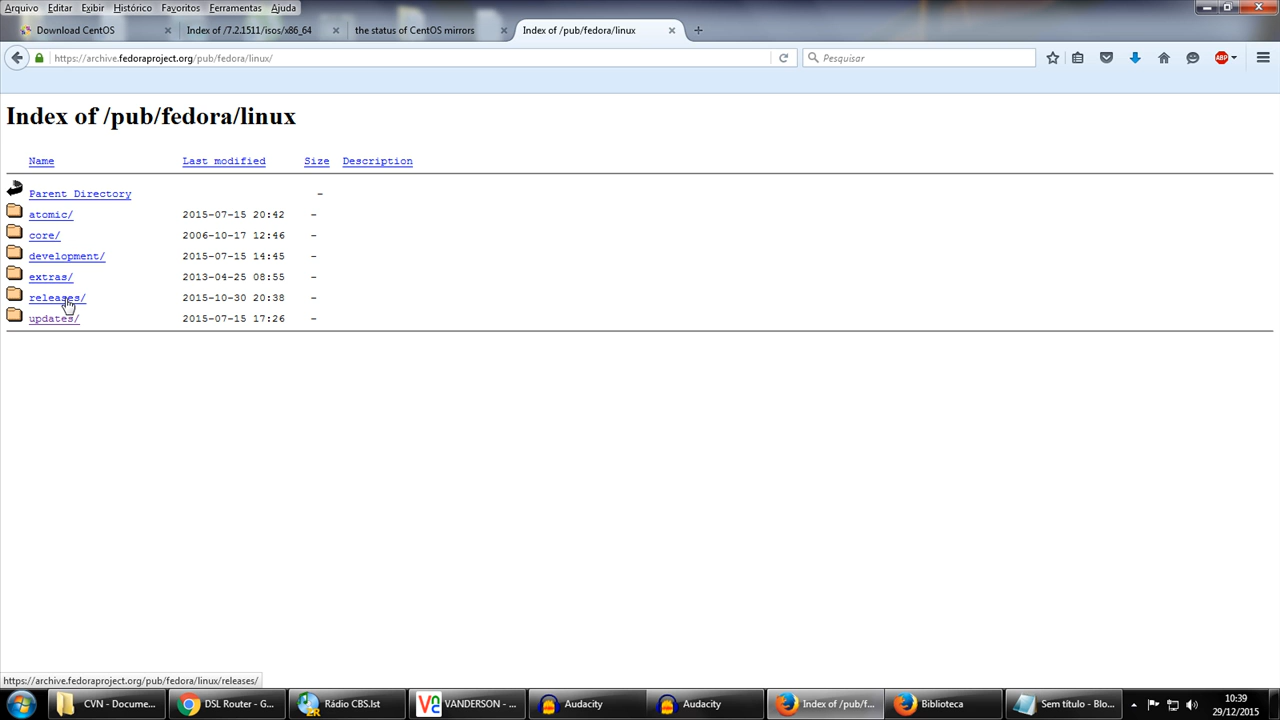 Arquivo Editar Exibir Histórico Favoritos Ferramentas Ajuda
Download CentOS Index of /7.2.1511/isos/x86_64 the status of CentOS mirrors Index of /pub/fedora/linux
https://archive.fedoraproject.org/pub/fedora/linux/ Pesquisar ABP
Index of /pub/fedora/linux
Name Last modified Size Description
Parent Directory -
atomic/ 2015-07-15 20:42 -
core/ 2006-10-17 12:46 -
development/ 2015-07-15 14:45 -
extras/ 2013-04-25 08:55 -
releases/ 2015-10-30 20:38 -
updates/ 2015-07-15 17:26 -
https://archive.fedoraproject.org/pub/fedora/linux/releases/
CVN - Docume... DSL Router - G... Rádio CBS.lst VANDERSON - ... Audacity Audacity Index of /pub/f... Biblioteca Sem título - Blo... 10:39
29/12/2015